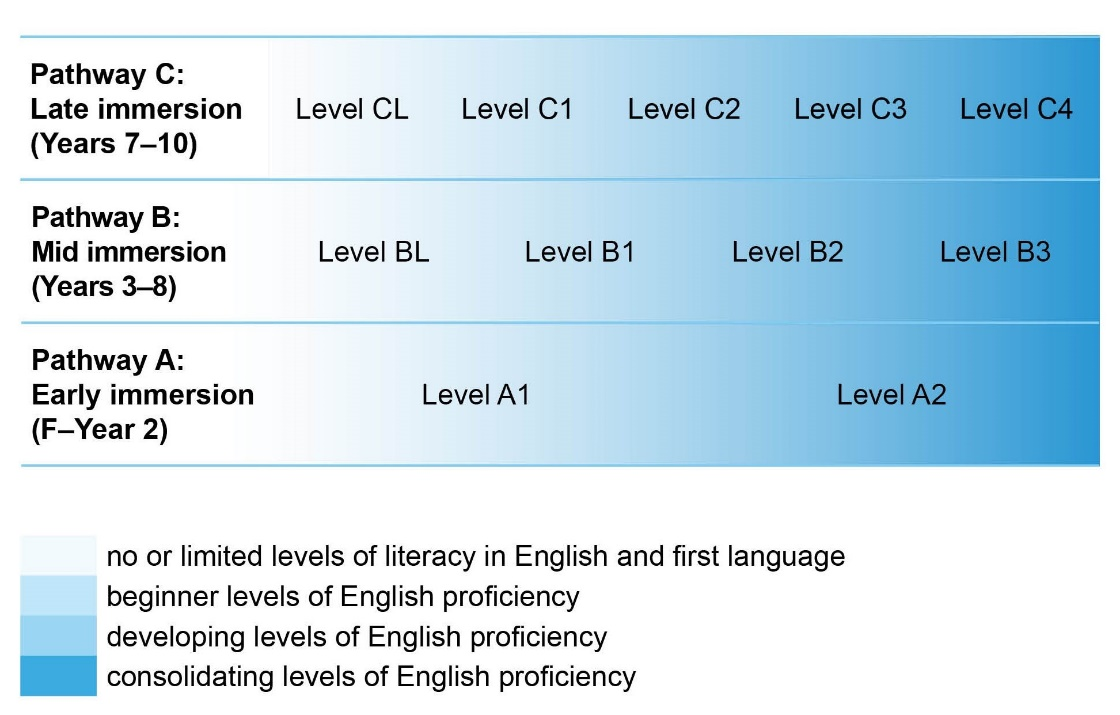 Pathway C:
Late immersion
(Years 7–10)
Level CL Level C1 Level C2 Level C3 Level C4
Pathway B:
Mid immersion
(Years 3–8)
Level BL Level B1 Level B2 Level B3
Pathway A:
Early immersion
(F–Year 2)
Level A1 Level A2
no or limited levels of literacy in English and first language
beginner levels of English proficiency
developing levels of English proficiency
consolidating levels of English proficiency